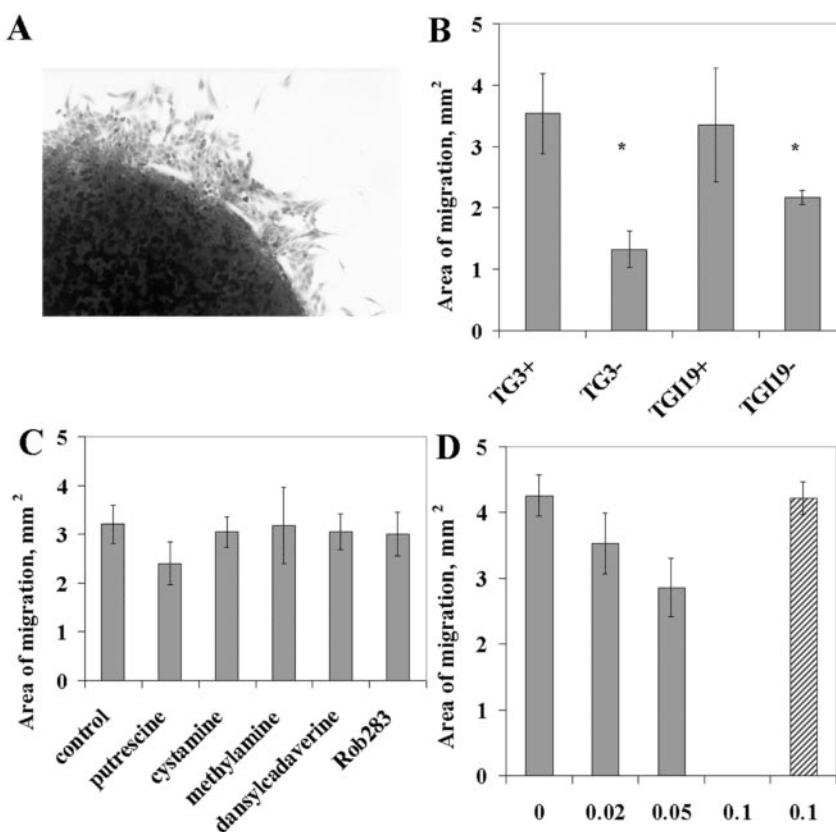 A
B
Area of migration, mm²
5
4
3
2
1
0
*
*
TG3+
TG3-
TGI19+
TGI19-
C
Area of migration, mm²
5
4
3
2
1
0
control
putrescine
cystamine
methylamine
dansylcadaverine
Rob283
D
Area of migration, mm²
5
4
3
2
1
0
0 0.02 0.05 0.1 0.1